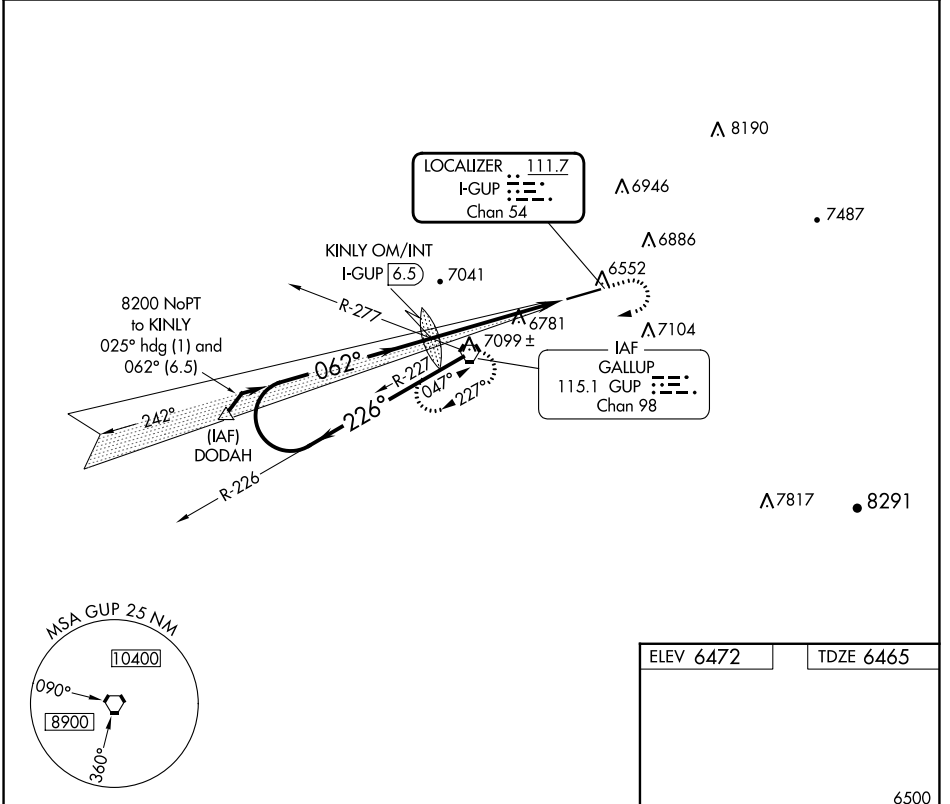 8190
LOCALIZER 111.7
I-GUP
Chan 54
6946
7487
6886
KINLY OM/INT
I-GUP 6.5
7041
6552
8200 NoPT
to KINLY
025° hdg (1) and
062° (6.5)
R-277
6781
7104
7099 ±
IAF
GALLUP
115.1 GUP
Chan 98
062°
R-227
047°
227°
226°
242°
(IAF)
DODAH
R-226
7817
8291
MSA GUP 25 NM
10400
090°
8900
360°
ELEV 6472
TDZE 6465
6500